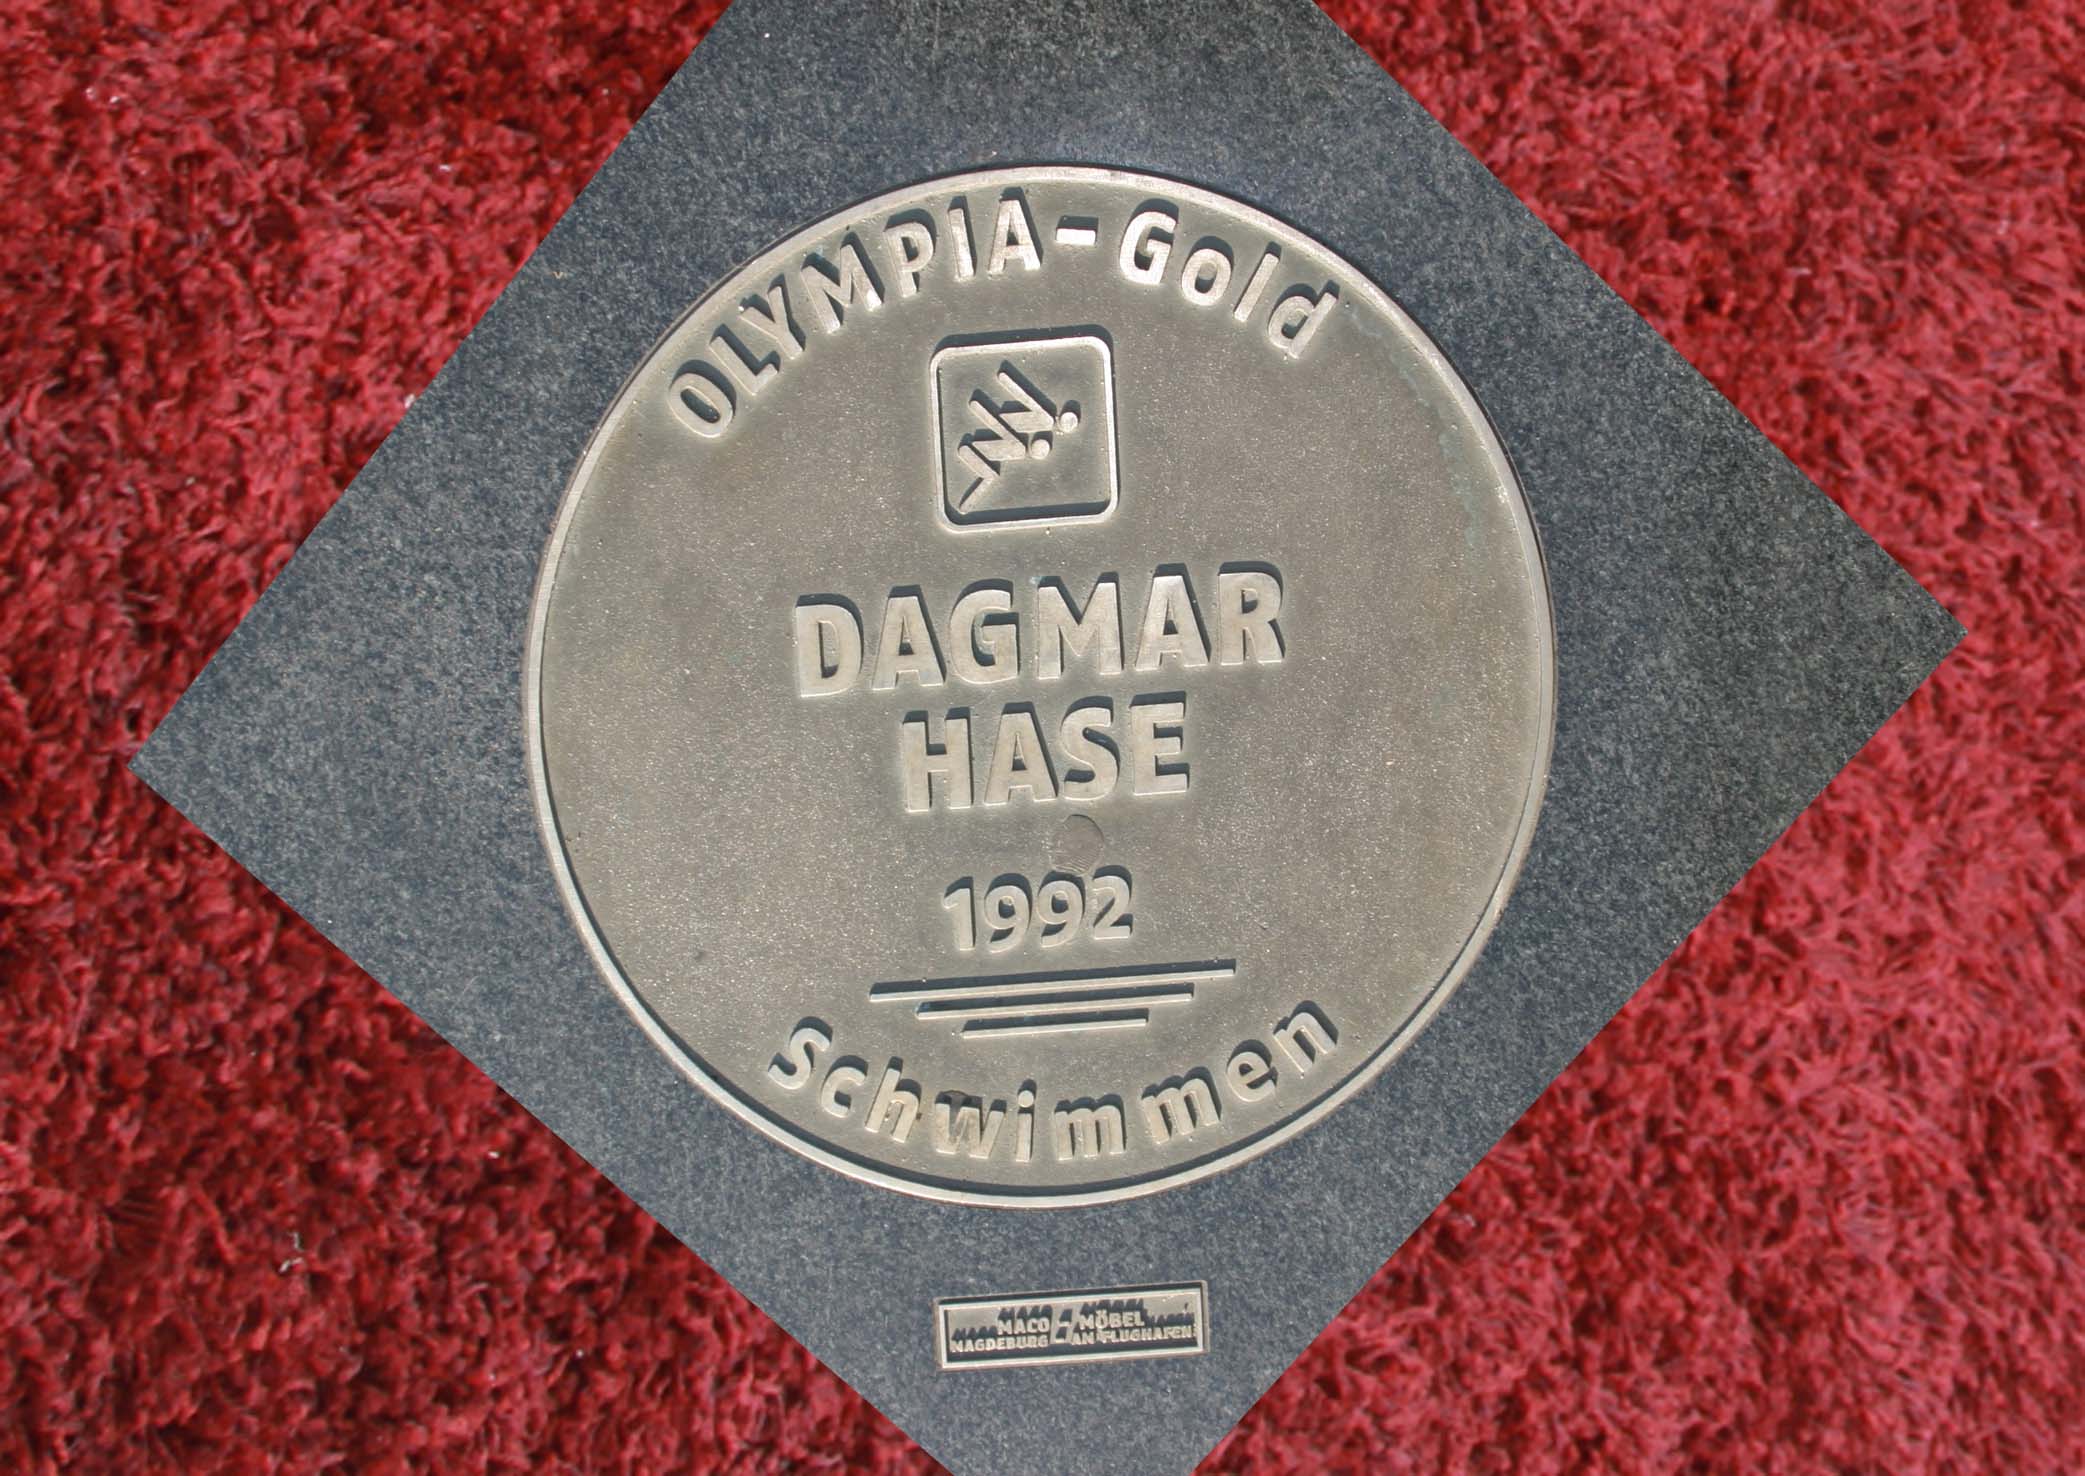 OLYMPIA-Gold
DAGMAR
HASE
1992
Schwimmen
MACO MÖBEL
MAGDEBURG AM FLUGHAFEN